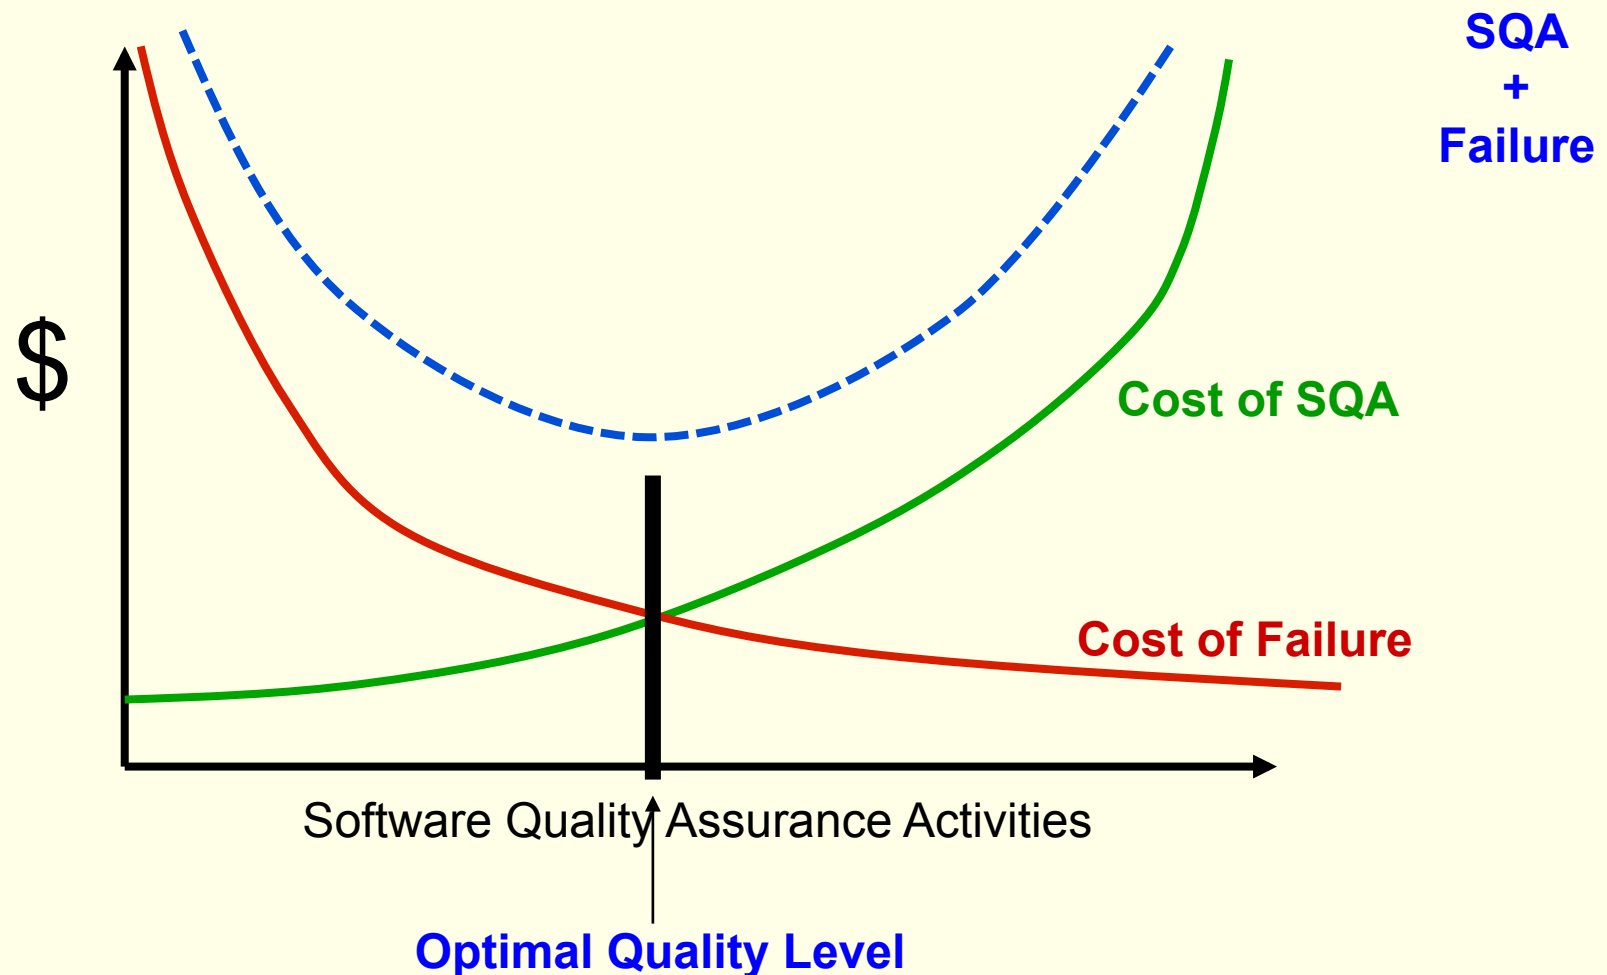 SQA
+
Failure
$
Cost of SQA
Cost of Failure
Software Quality Assurance Activities
Optimal Quality Level